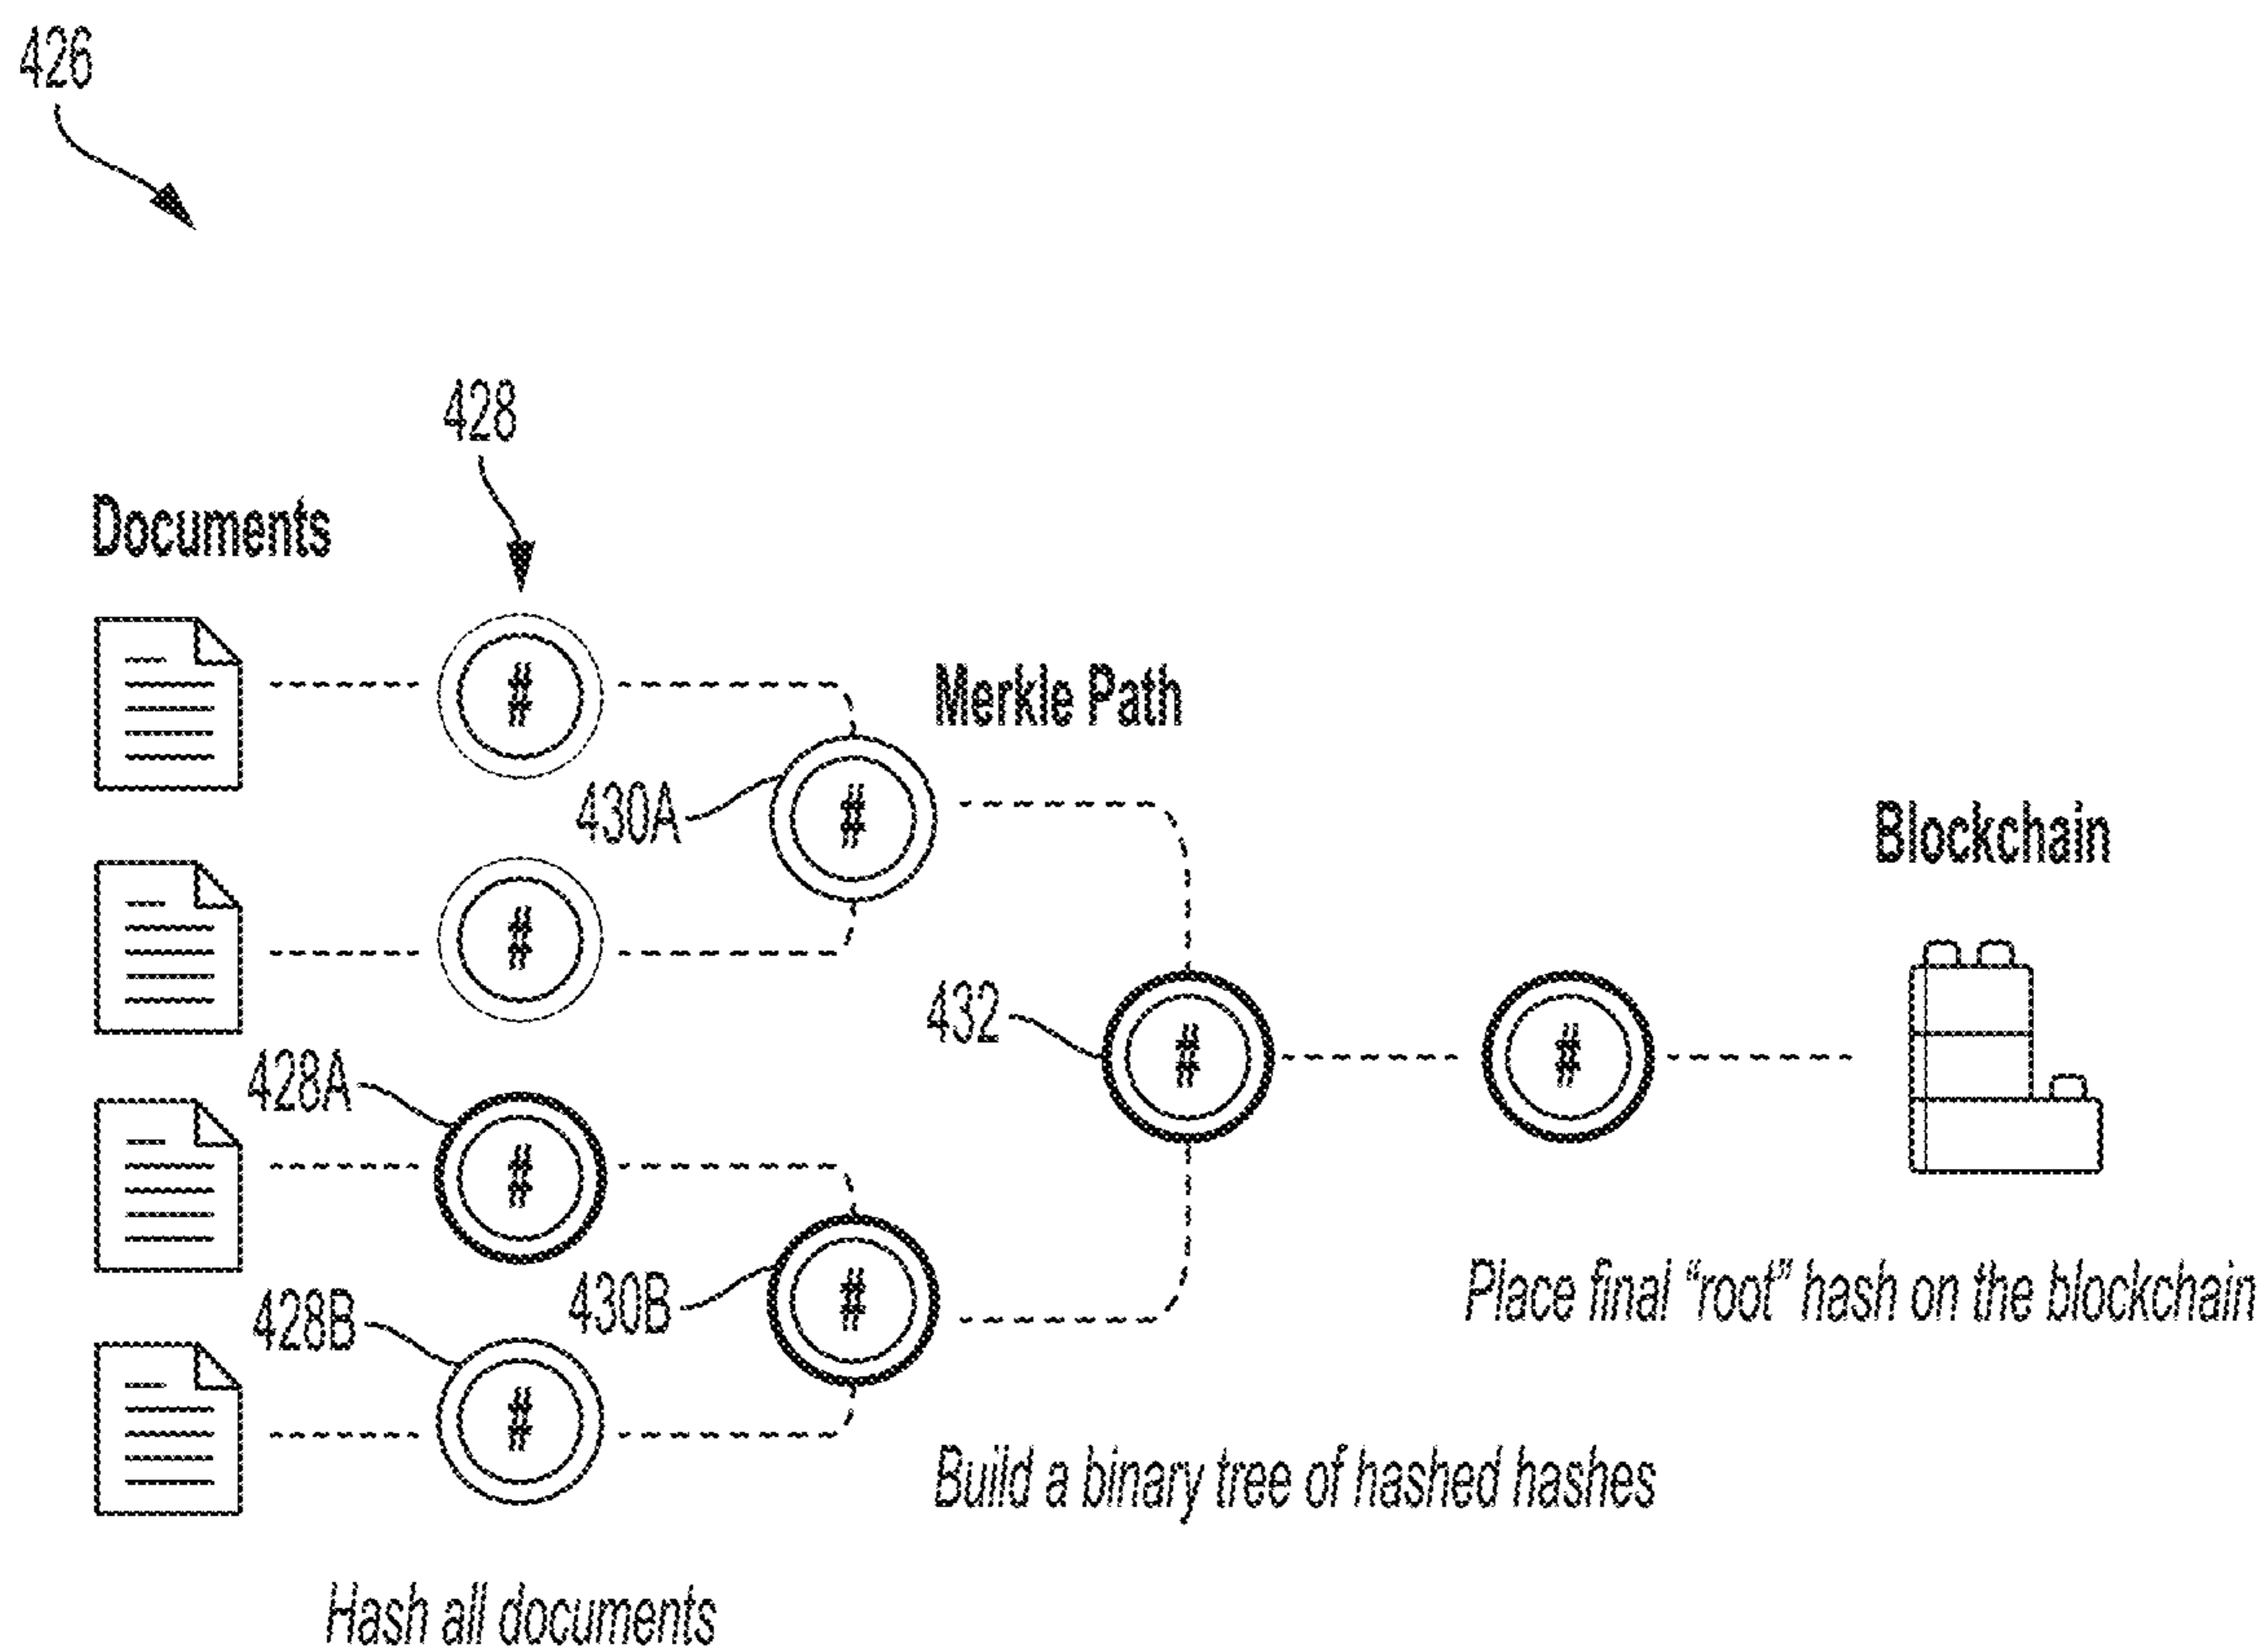 426
428
Documents
#
Merkle Path
430A
#
Blockchain
#
432
#
#
428A
#
Place final “root” hash on the blockchain
430B
#
428B
#
Build a binary tree of hashed hashes
Hash all documents